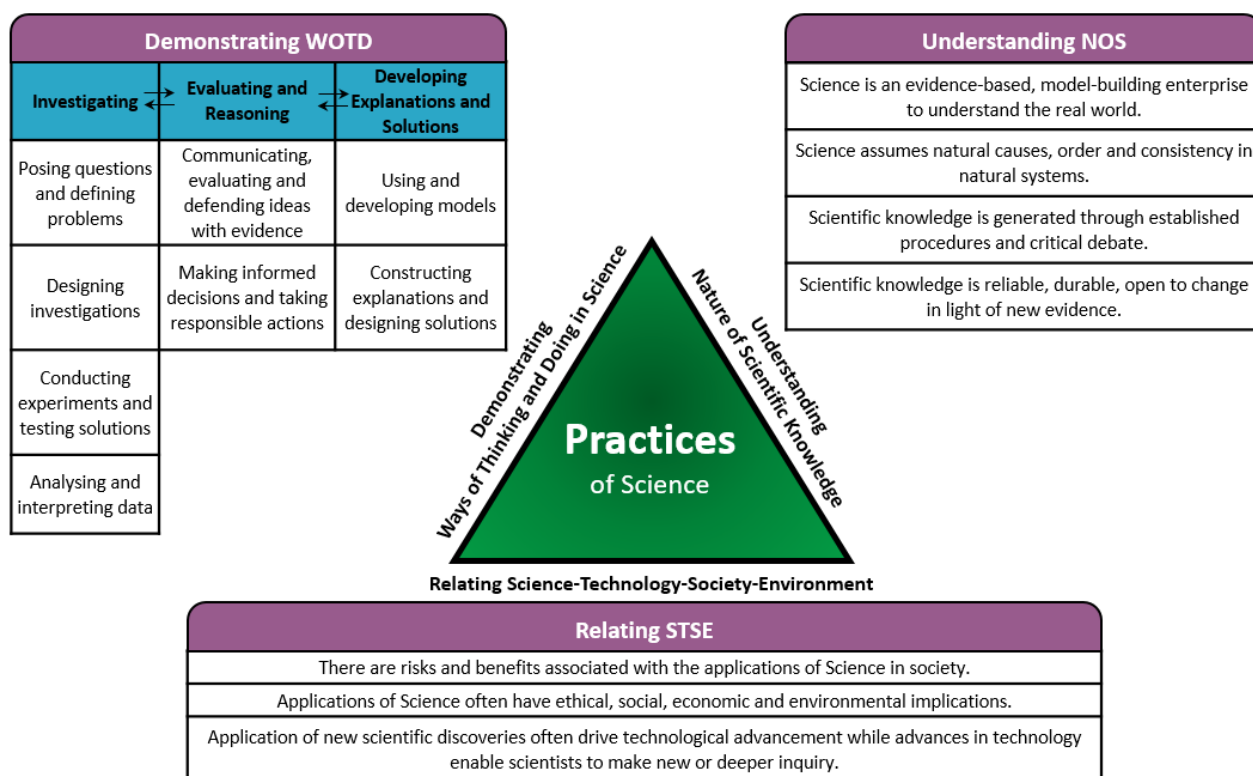 Demonstrating WOTD
Investigating
Evaluating and
Reasoning
Developing
Explanations and
Solutions
Posing questions
and defining
problems
Communicating,
evaluating and
defending ideas
with evidence
Using and
developing models
Designing
investigations
Making informed
decisions and taking
responsible actions
Constructing
explanations and
designing solutions
Conducting
experiments and
testing solutions
Analysing and
interpreting data
Understanding NOS
Science is an evidence-based, model-building enterprise
to understand the real world.
Science assumes natural causes, order and consistency in
natural systems.
Scientific knowledge is generated through established
procedures and critical debate.
Scientific knowledge is reliable, durable, open to change
in light of new evidence.
Demonstrating
Ways of Thinking and Doing in Science
Understanding
Nature of Scientific Knowledge
Practices
of Science
Relating Science-Technology-Society-Environment
Relating STSE
There are risks and benefits associated with the applications of Science in society.
Applications of Science often have ethical, social, economic and environmental implications.
Application of new scientific discoveries often drive technological advancement while advances in technology
enable scientists to make new or deeper inquiry.